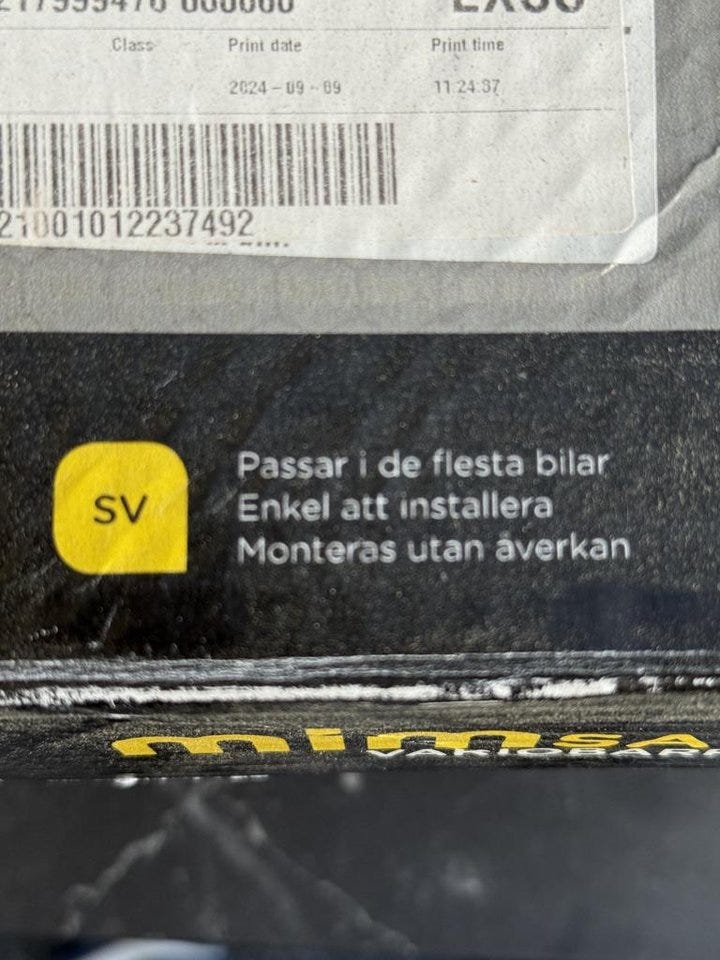 Class Print date Print time
2024-09-09 11:24:37
21001012237492
SV
Passar i de flesta bilar
Enkel att installera
Monteras utan åverkan
mim